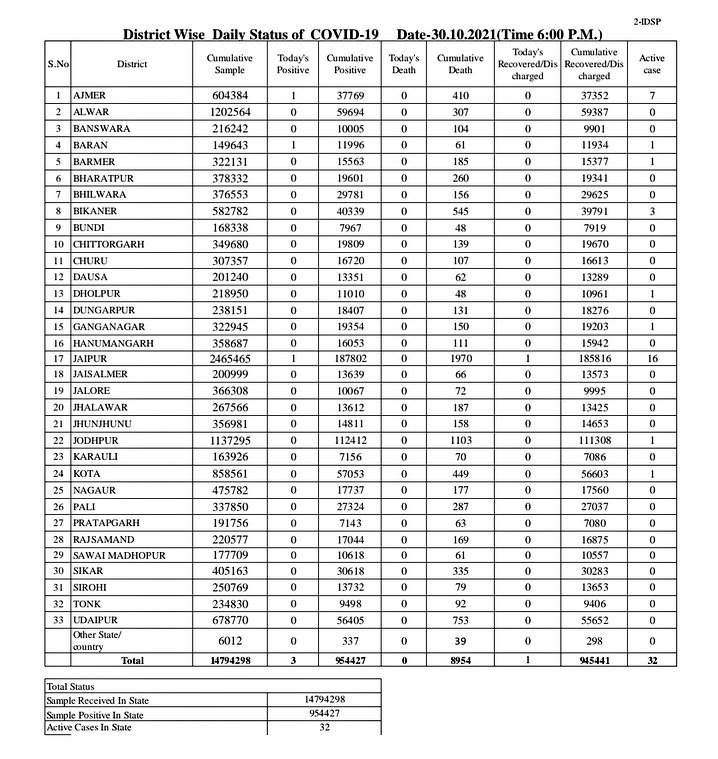 2-IDSP
District Wise Daily Status of COVID-19 Date-30.10.2021(Time 6:00 P.M.)
S.No District Cumulative Sample Today's Positive Cumulative Positive Today's Death Cumulative Death Today's Recovered/Dis charged Cumulative Recovered/Dis charged Active case
1 AJMER 604384 1 37769 0 410 0 37352 7
2 ALWAR 1202564 0 59694 0 307 0 59387 0
3 BANSWARA 216242 0 10005 0 104 0 9901 0
4 BARAN 149643 1 11996 0 61 0 11934 1
5 BARMER 322131 0 15563 0 185 0 15377 1
6 BHARATPUR 378332 0 19601 0 260 0 19341 0
7 BHILWARA 376553 0 29781 0 156 0 29625 0
8 BIKANER 582782 0 40339 0 545 0 39791 3
9 BUNDI 168338 0 7967 0 48 0 7919 0
10 CHITTORGARH 349680 0 19809 0 139 0 19670 0
11 CHURU 307357 0 16720 0 107 0 16613 0
12 DAUSA 201240 0 13351 0 62 0 13289 0
13 DHOLPUR 218950 0 11010 0 48 0 10961 1
14 DUNGARPUR 238151 0 18407 0 131 0 18276 0
15 GANGANAGAR 322945 0 19354 0 150 0 19203 1
16 HANUMANGARH 358687 0 16053 0 111 0 15942 0
17 JAIPUR 2465465 1 187802 0 1970 1 185816 16
18 JAISALMER 200999 0 13639 0 66 0 13573 0
19 JALORE 366308 0 10067 0 72 0 9995 0
20 JHALAWAR 267566 0 13612 0 187 0 13425 0
21 JHUNJHUNU 356981 0 14811 0 158 0 14653 0
22 JODHPUR 1137295 0 112412 0 1103 0 111308 1
23 KARAULI 163926 0 7156 0 70 0 7086 0
24 KOTA 858561 0 57053 0 449 0 56603 1
25 NAGAUR 475782 0 17737 0 177 0 17560 0
26 PALI 337850 0 27324 0 287 0 27037 0
27 PRATAPGARH 191756 0 7143 0 63 0 7080 0
28 RAJSAMAND 220577 0 17044 0 169 0 16875 0
29 SAWAI MADHOPUR 177709 0 10618 0 61 0 10557 0
30 SIKAR 405163 0 30618 0 335 0 30283 0
31 SIROHI 250769 0 13732 0 79 0 13653 0
32 TONK 234830 0 9498 0 92 0 9406 0
33 UDAIPUR 678770 0 56405 0 753 0 55652 0
Other State/ country 6012 0 337 0 39 0 298 0
Total 14794298 3 954427 0 8954 1 945441 32
Total Status
Sample Received In State 14794298
Sample Positive In State 954427
Active Cases In State 32